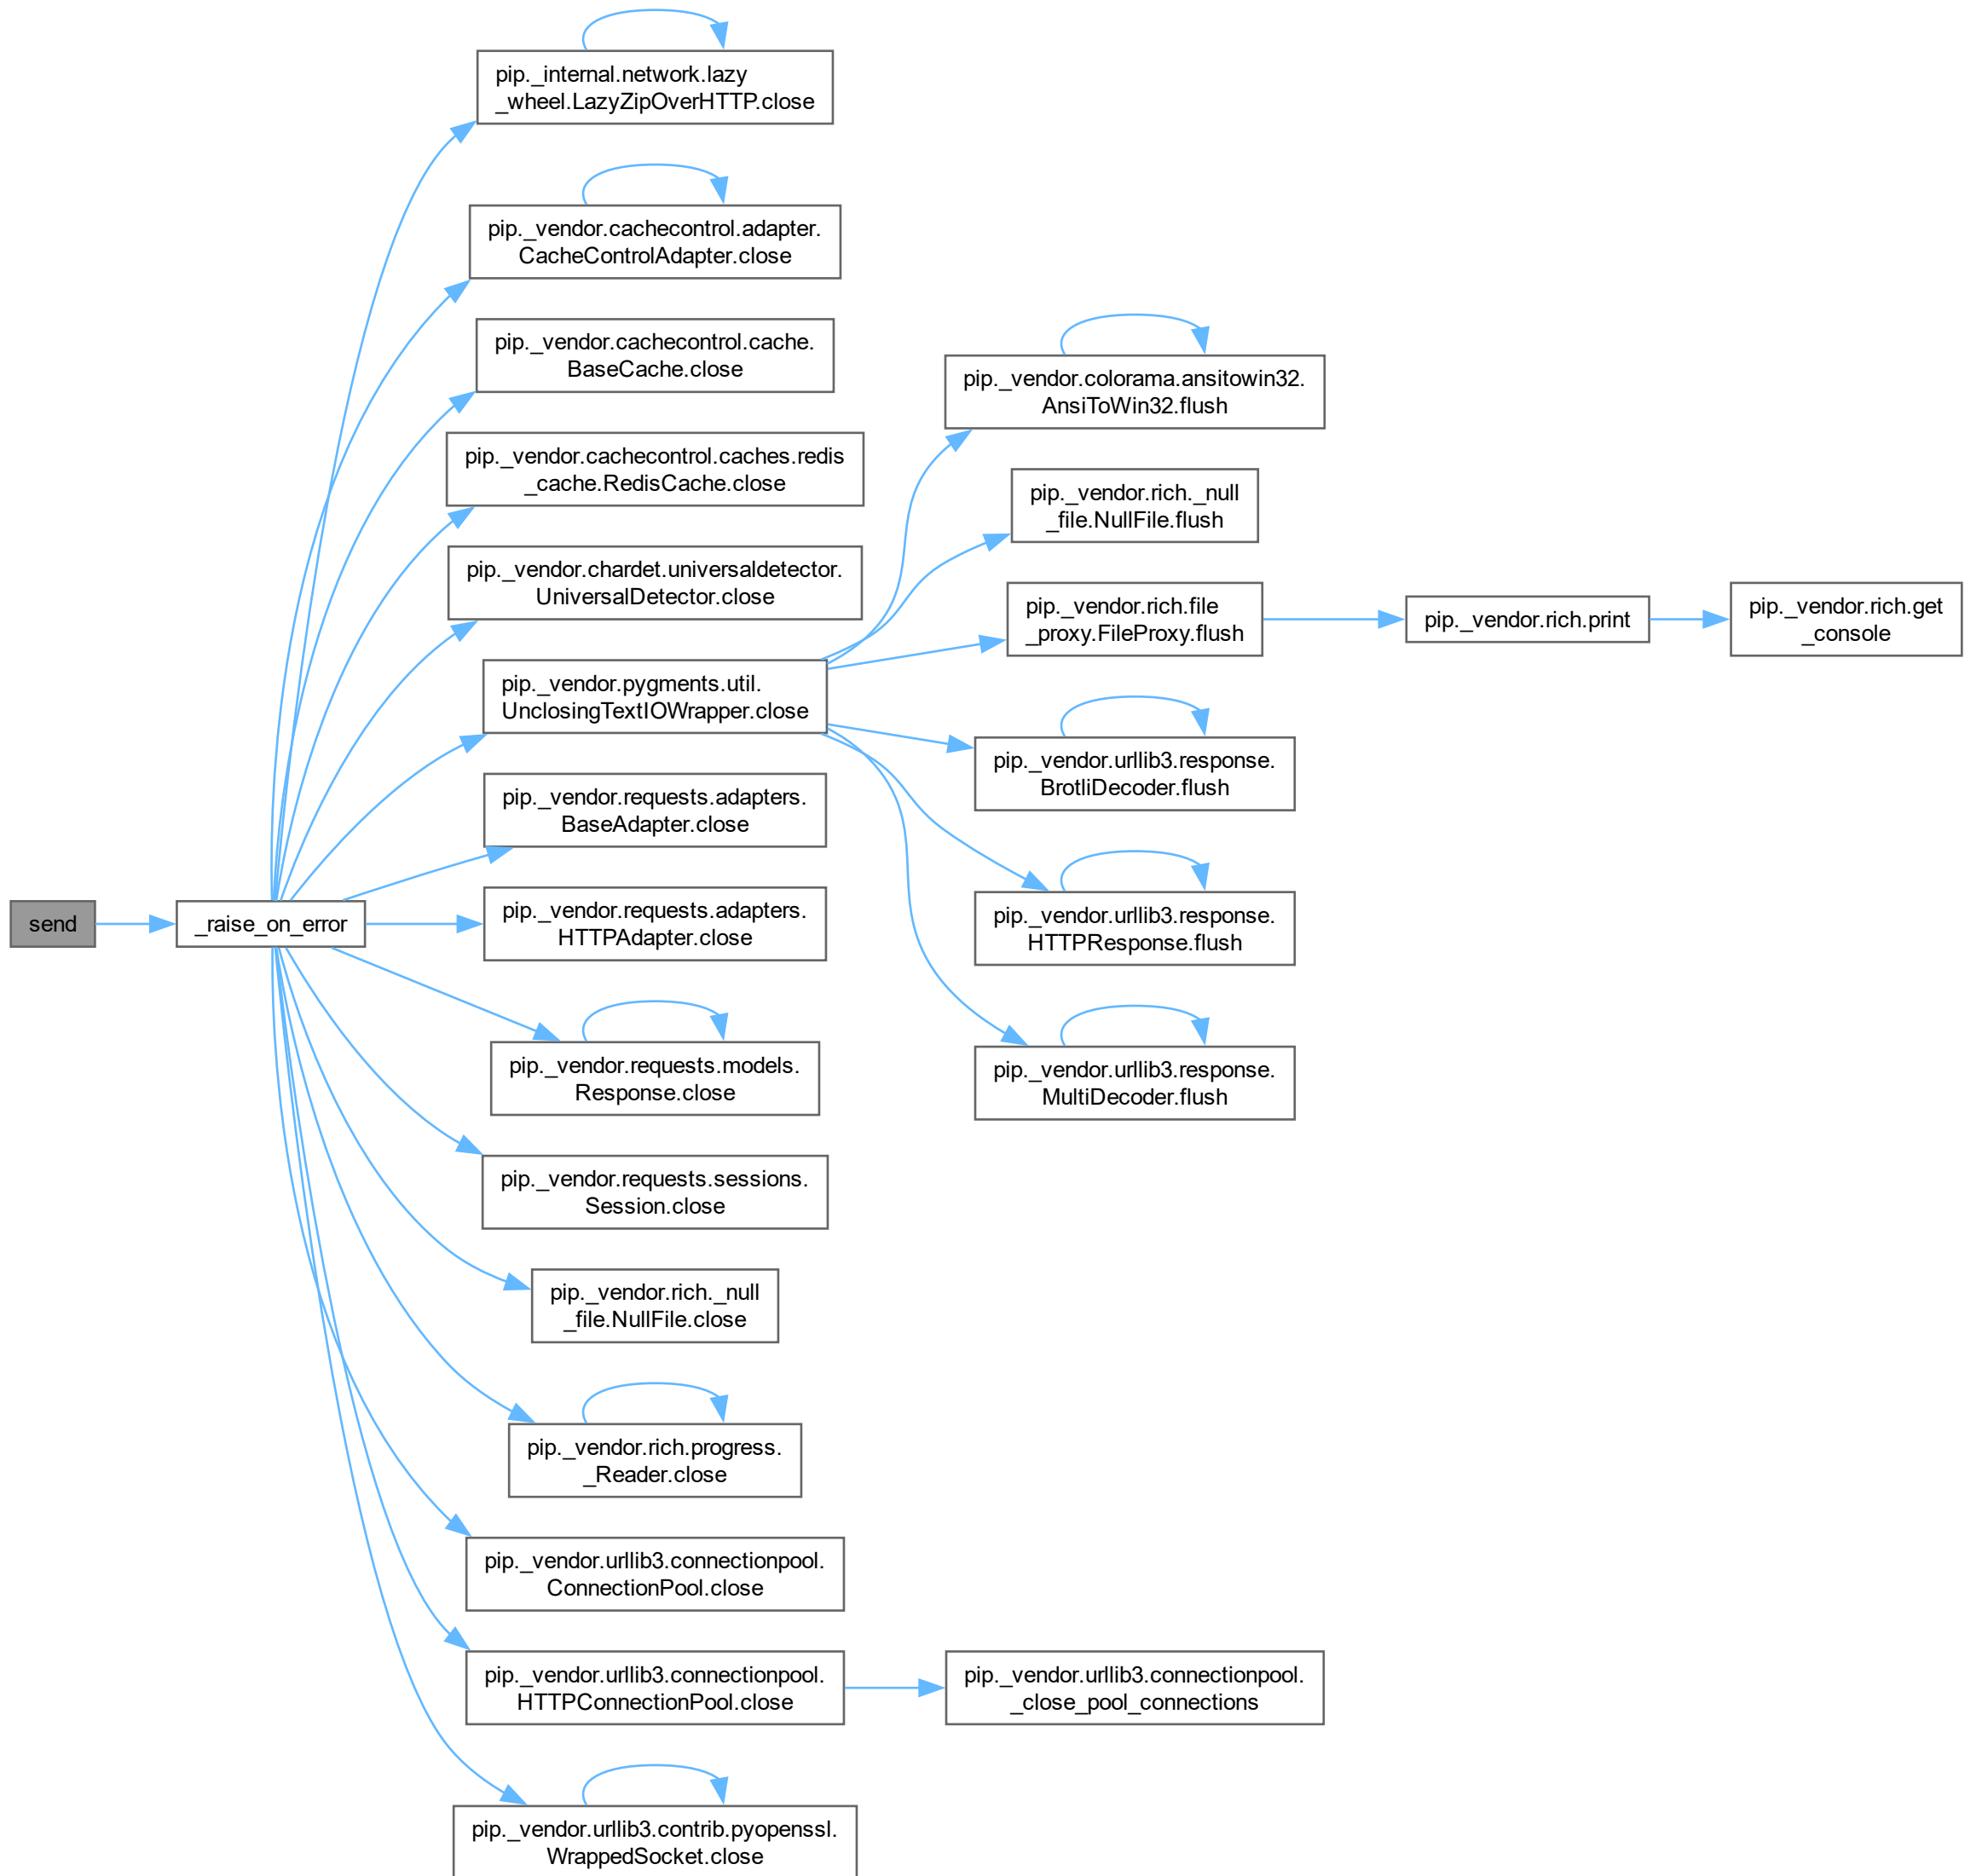 pip._internal.network.lazy
_wheel.LazyZipOverHTTP.close
pip._vendor.cachecontrol.adapter.
CacheControlAdapter.close
pip._vendor.cachecontrol.cache.
BaseCache.close
pip._vendor.cachecontrol.caches.redis
_cache.RedisCache.close
pip._vendor.chardet.universaldetector.
UniversalDetector.close
pip._vendor.pygments.util.
UnclosingTextIOWrapper.close
pip._vendor.requests.adapters.
BaseAdapter.close
send
_raise_on_error
pip._vendor.requests.adapters.
HTTPAdapter.close
pip._vendor.requests.models.
Response.close
pip._vendor.requests.sessions.
Session.close
pip._vendor.rich._null
_file.NullFile.close
pip._vendor.rich.progress.
_Reader.close
pip._vendor.urllib3.connectionpool.
ConnectionPool.close
pip._vendor.urllib3.connectionpool.
HTTPConnectionPool.close
pip._vendor.urllib3.contrib.pyopenssl.
WrappedSocket.close
pip._vendor.colorama.ansitowin32.
AnsiToWin32.flush
pip._vendor.rich._null
_file.NullFile.flush
pip._vendor.rich.file
_proxy.FileProxy.flush
pip._vendor.rich.print
pip._vendor.rich.get
_console
pip._vendor.urllib3.response.
BrotliDecoder.flush
pip._vendor.urllib3.response.
HTTPResponse.flush
pip._vendor.urllib3.response.
MultiDecoder.flush
pip._vendor.urllib3.connectionpool.
_close_pool_connections